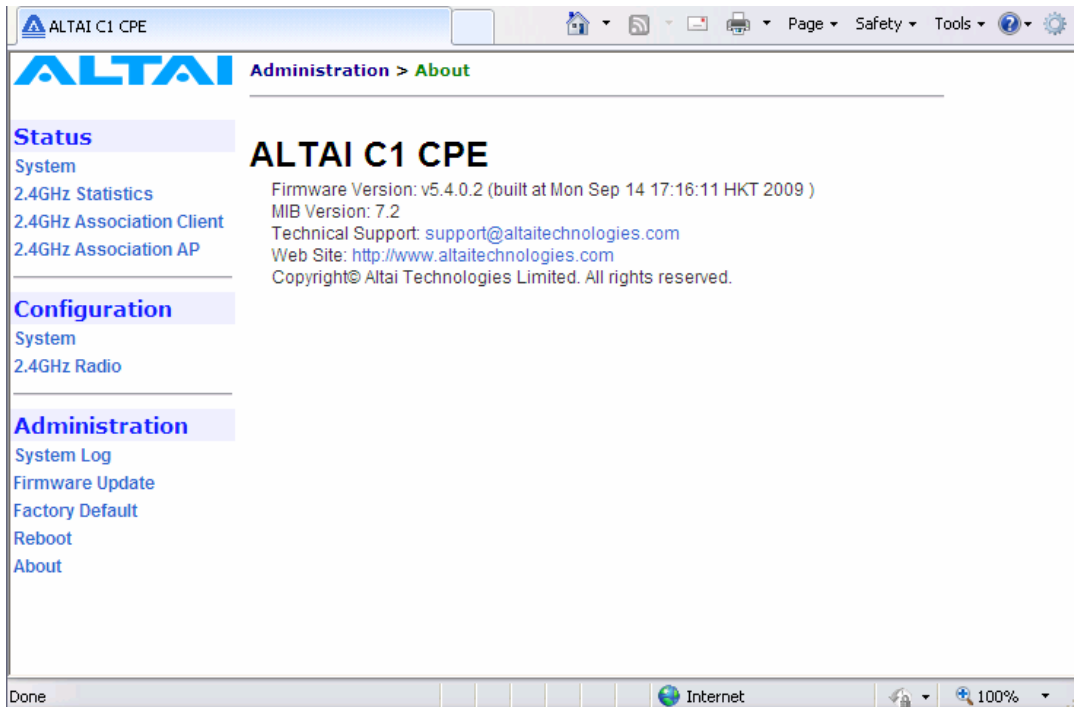 ALTAI C1 CPE
Page Safety Tools
ALTAI
Administration > About
Status
System
2.4GHz Statistics
2.4GHz Association Client
2.4GHz Association AP
Configuration
System
2.4GHz Radio
Administration
System Log
Firmware Update
Factory Default
Reboot
About
ALTAI C1 CPE
Firmware Version: v5.4.0.2 (built at Mon Sep 14 17:16:11 HKT 2009 )
MIB Version: 7.2
Technical Support: support@altaitechnologies.com
Web Site: http://www.altaitechnologies.com
Copyright© Altai Technologies Limited. All rights reserved.
Done Internet 100%